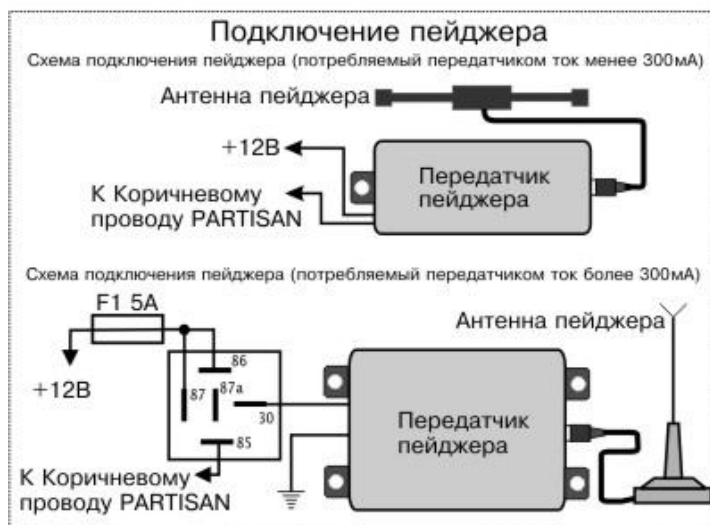 Подключение пейджера
Схема подключения пейджера (потребляемый передатчиком ток менее 300мА)
Антенна пейджера
+12В
Передатчик
пейджера
К Коричневому
проводу PARTISAN
Схема подключения пейджера (потребляемый передатчиком ток более 300мА)
F1 5А
Антенна пейджера
+12В
86
87
87а
30
85
Передатчик
пейджера
К Коричневому
проводу PARTISAN